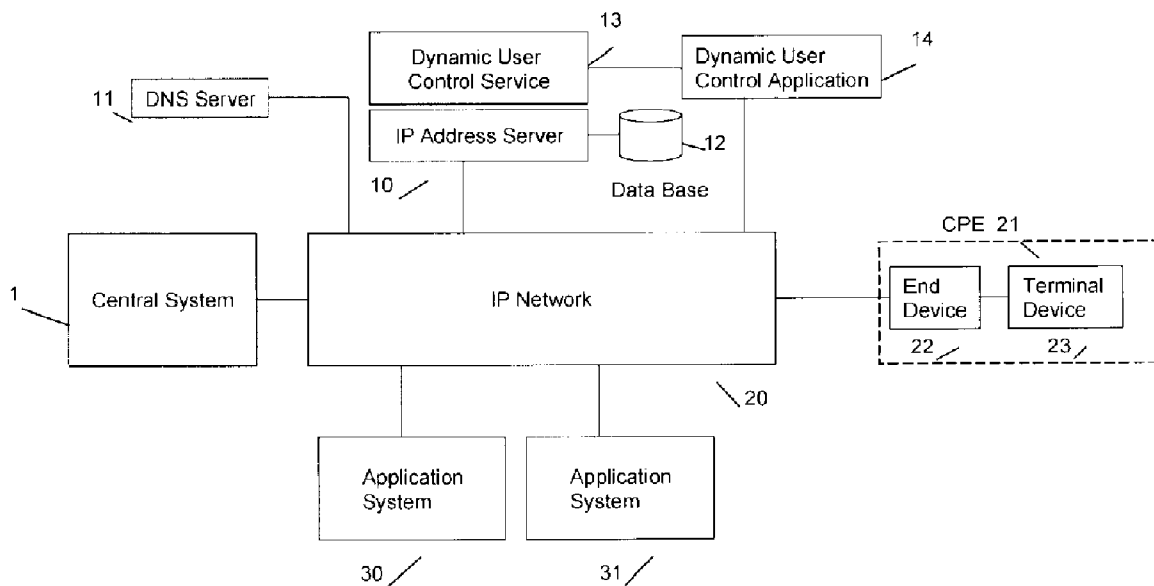 13
Dynamic User
Control Service
Dynamic User
Control Application
14
11
DNS Server
IP Address Server
12
10
Data Base
CPE 21
1
Central System
IP Network
End
Device
Terminal
Device
22
23
20
Application
System
Application
System
30
31